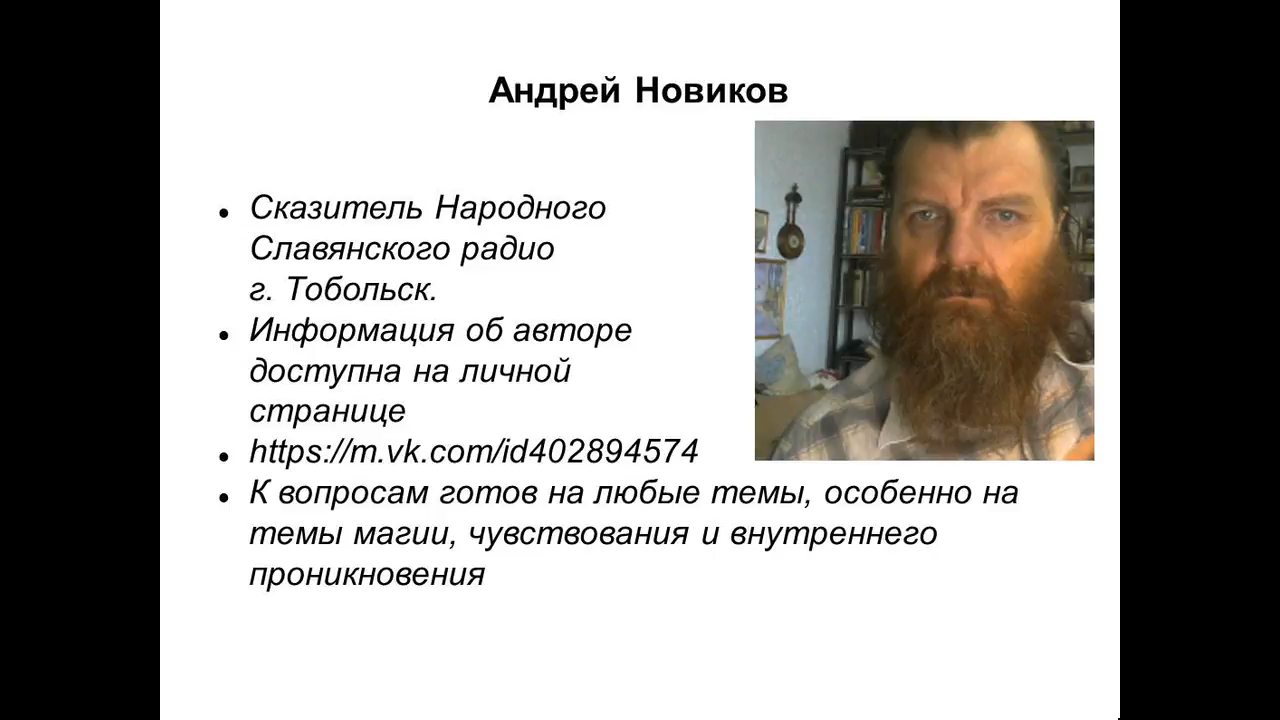 Андрей Новиков
Сказитель Народного
Славянского радио
г. Тобольск.
Информация об авторе
доступна на личной
странице
https://m.vk.com/id402894574
К вопросам готов на любые темы, особенно на
темы магии, чувствования и внутреннего
проникновения